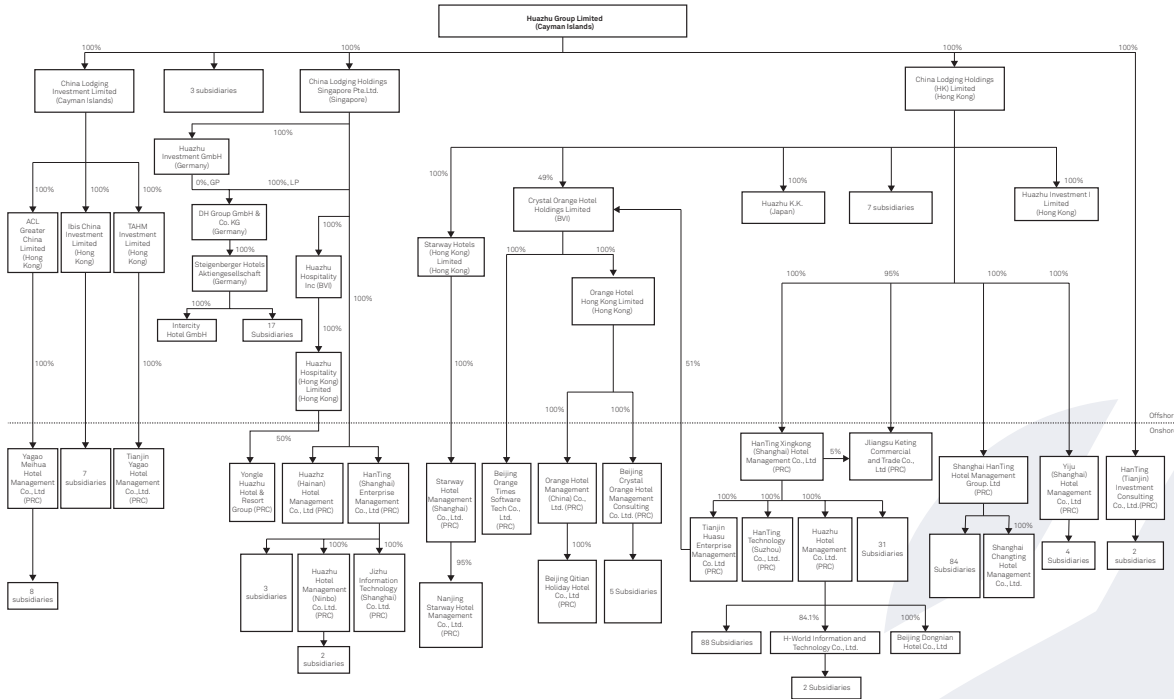 Huazhu Group Limited
(Cayman Islands)
100%
100%
100%
100%
China Lodging
Investment Limited
(Cayman Islands)
3 subsidiaries
China Lodging Holdings
Singapore Pte.Ltd.
(Singapore)
China Lodging Holdings
(HK) Limited
(Hong Kong)
100%
Huazhu
Investment GmbH
(Germany)
0%, GP
100%, LP
100%
100%
100%
100%
49%
100%
100%
ACL
Greater
China
Limited
(Hong
Kong)
Ibis China
Investment
Limited
(Hong
Kong)
TAHM
Investment
Limited
(Hong
Kong)
DH Group GmbH &
Co. KG
(Germany)
100%
Steigenberger Hotels
Aktiengesellschaft
(Germany)
100%
Intercity
Hotel GmbH
17
Subsidiaries
100%
Huazhu
Hospitality
Inc (BVI)
100%
100%
Huazhu
Hospitality
(Hong Kong)
Limited
(Hong Kong)
Starway Hotels
(Hong Kong)
Limited
(Hong Kong)
Crystal Orange Hotel
Holdings Limited
(BVI)
100%
100%
Orange Hotel
Hong Kong Limited
(Hong Kong)
Huazhu K.K.
(Japan)
7 subsidiaries
Huazhu Investment I
Limited
(Hong Kong)
100%
95%
100%
100%
100%
100%
100%
51%
50%
100%
100%
Offshore
Onshore
Yagao
Meihua
Hotel
Management
Co., Ltd
(PRC)
7
subsidiaries
Tianjin
Yagao
Hotel
Management
Co.,Ltd.
(PRC)
Yongle
Huazhu
Hotel &
Resort
Group (PRC)
Huazhz
(Hainan)
Hotel
Management
Co., Ltd (PRC)
HanTing
(Shanghai)
Enterprise
Management
Co., Ltd (PRC)
Starway
Hotel
Management
(Shanghai)
Co., Ltd.
(PRC)
Beijing
Orange
Times
Software
Tech Co., Ltd.
(PRC)
Orange Hotel
Management
(China) Co.,
Ltd. (PRC)
Beijing
Crystal
Orange Hotel
Management
Consulting
Co. Ltd. (PRC)
HanTing Xingkong
(Shanghai) Hotel
Management Co., Ltd
(PRC)
5%
Jliangsu Keting
Commercial
and Trade Co.,
Ltd (PRC)
Shanghai HanTing
Hotel Management
Group. Ltd
(PRC)
Yiju
(Shanghai)
Hotel
Management
Co., Ltd
(PRC)
HanTing
(Tianjin)
Investment
Consulting
Co., Ltd.(PRC)
8
subsidiaries
100%
100%
3
subsidiaries
Huazhu
Hotel
Management
(Ninbo)
Co. Ltd.
(PRC)
Jizhu
Information
Technology
(Shanghai)
Co. Ltd.
(PRC)
2
subsidiaries
95%
Nanjing
Starway Hotel
Management
Co., Ltd.
(PRC)
100%
Beijing Qitian
Holiday Hotel
Co., Ltd
(PRC)
5 Subsidiaries
100%
100%
100%
Tianjin
Huasu
Enterprise
Management
Co. Ltd
(PRC)
HanTing
Technology
(Suzhou)
Co., Ltd.
(PRC)
Huazhu
Hotel
Management
Co., Ltd.
(PRC)
31
Subsidiaries
84
Subsidiaries
100%
Shanghai
Changting
Hotel
Management
Co., Ltd.
4
Subsidiaries
2
subsidiaries
84.1%
100%
88 Subsidiaries
H-World Information and
Technology Co., Ltd.
Beijing Dongnian
Hotel Co., Ltd
2 Subsidiaries